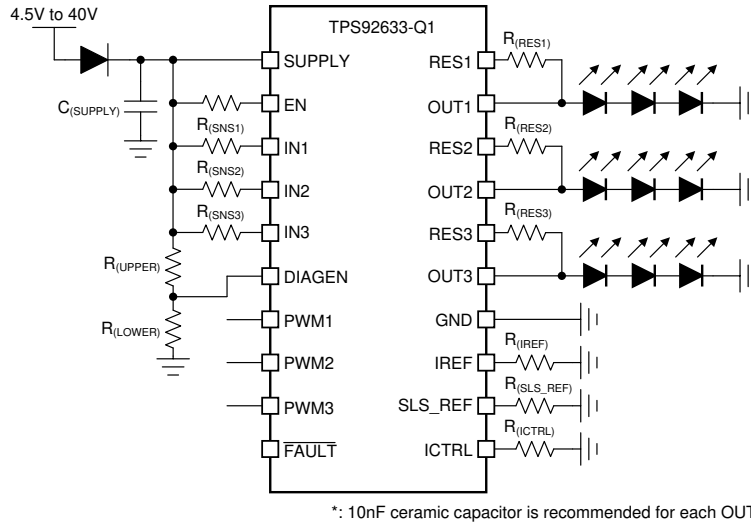 4.5V to 40V
TPS92633-Q1
C(SUPPLY)
R(SNS1)
R(SNS2)
R(SNS3)
R(UPPER)
R(LOWER)
SUPPLY
EN
IN1
IN2
IN3
DIAGEN
PWM1
PWM2
PWM3
FAULT
RES1
OUT1
RES2
OUT2
RES3
OUT3
GND
IREF
SLS_REF
ICTRL
R(RES1)
R(RES2)
R(RES3)
R(IREF)
R(SLS_REF)
R(ICTRL)
*: 10nF ceramic capacitor is recommended for each OUT